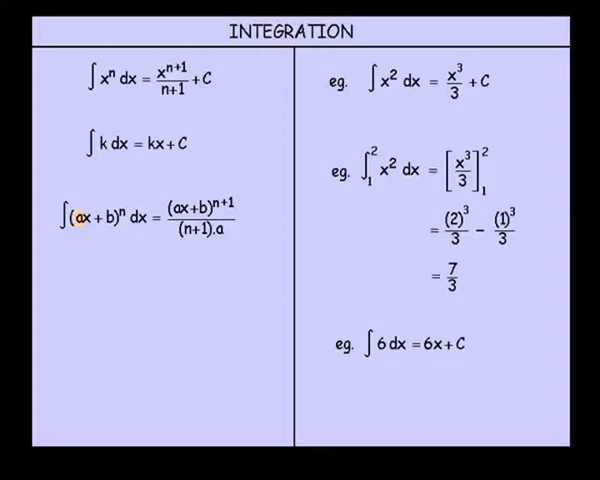 INTEGRATION
∫ xⁿ dx = xⁿ⁺¹/n+1 + C
∫ k dx = kx + C
∫(ax + b)ⁿ dx = (ax+b)ⁿ⁺¹/(n+1).a
eg. ∫ x² dx = x³/3 + C
eg. ∫₁² x² dx = [x³/3]₁²
= (2)³/3 – (1)³/3
= 7/3
eg. ∫ 6 dx = 6x + C